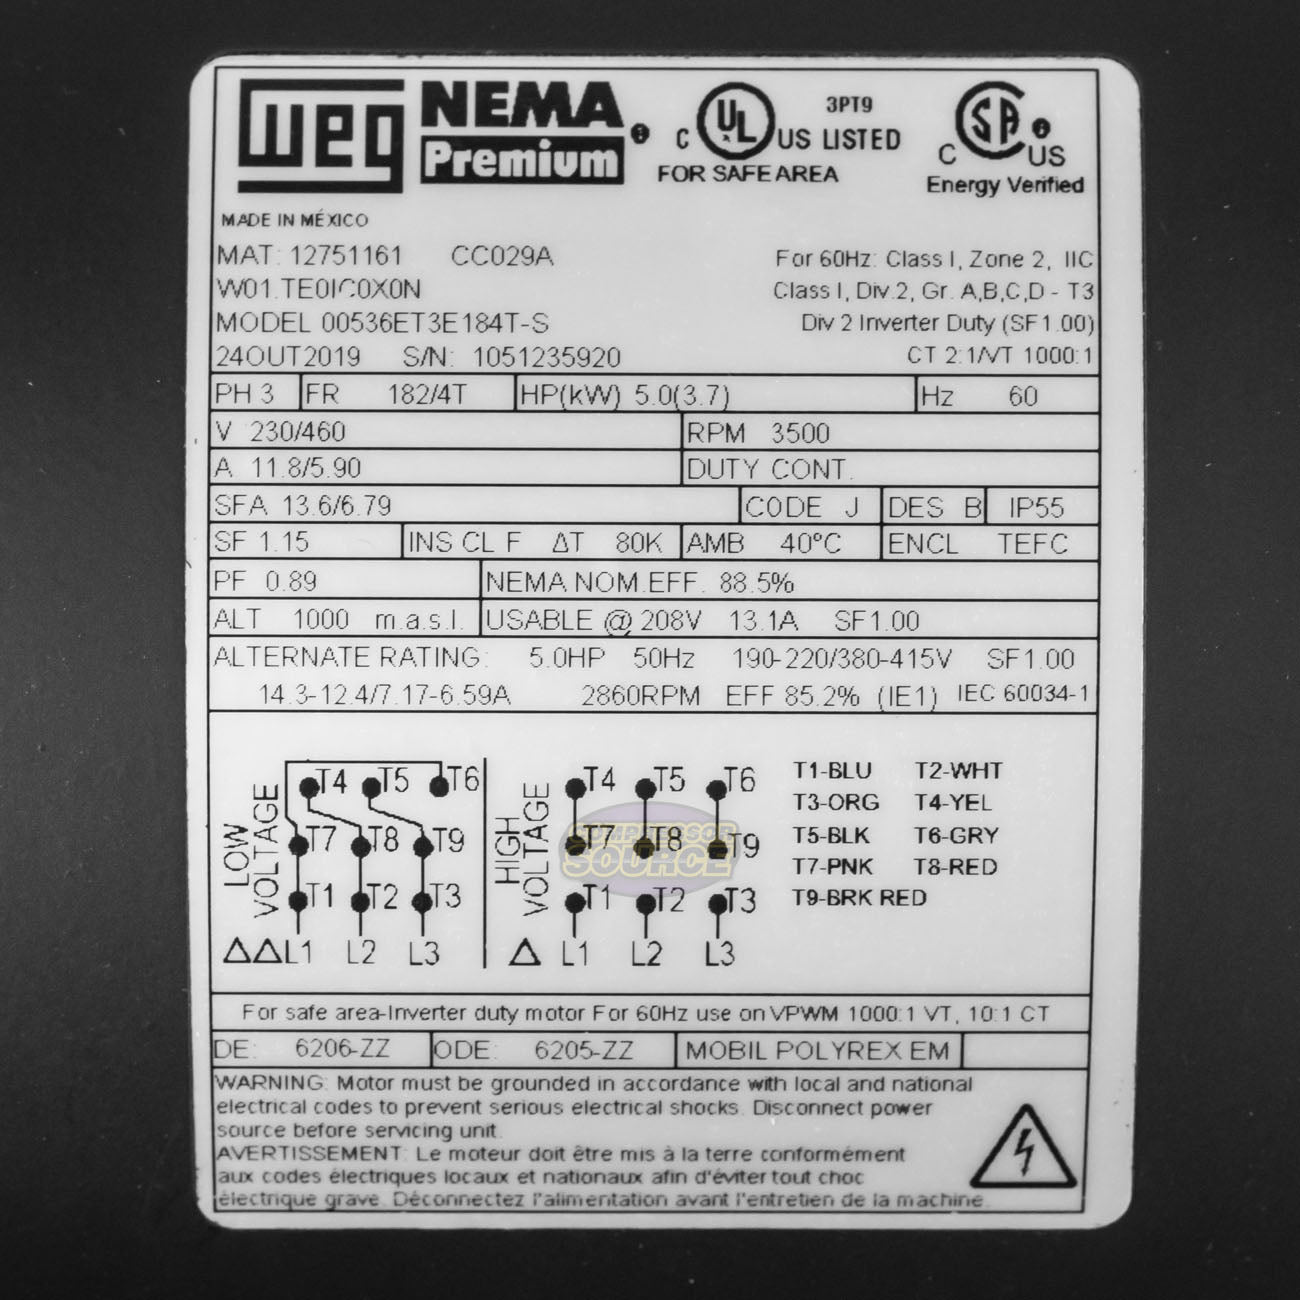 WEG NEMA Premium
C UL US LISTED 3PT9
FOR SAFE AREA
C SA US
Energy Verified
MADE IN MÉXICO
MAT: 12751161 CC029A
For 60Hz: Class I, Zone 2, IIC
W01.TE0IC0X0N
Class I, Div.2, Gr. A,B,C,D - T3
MODEL 00536ET3E184T-S
Div 2 Inverter Duty (SF1.00)
24OUT2019 S/N: 1051235920
CT 2:1/VT 1000:1
PH 3 FR 182/4T HP(kW) 5.0(3.7) Hz 60
V 230/460 RPM 3500
A 11.8/5.90 DUTY CONT.
SFA 13.6/6.79 CODE J DES B IP55
SF 1.15 INS CL F ΔT 80K AMB 40°C ENCL TEFC
PF 0.89 NEMA NOM.EFF. 88.5%
ALT 1000 m.a.s.l. USABLE @ 208V 13.1A SF1.00
ALTERNATE RATING: 5.0HP 50Hz 190-220/380-415V SF1.00
14.3-12.4/7.17-6.59A 2860RPM EFF 85.2% (IE1) IEC 60034-1
LOW VOLTAGE
T4 T5 T6
T7 T8 T9
T1 T2 T3
ΔΔ L1 L2 L3
HIGH VOLTAGE
T4 T5 T6
T7 T8 T9
T1 T2 T3
Δ L1 L2 L3
COMPRESSOR
SOURCE
T1-BLU T2-WHT
T3-ORG T4-YEL
T5-BLK T6-GRY
T7-PNK T8-RED
T9-BRK RED
For safe area-Inverter duty motor For 60Hz use on VPWM 1000:1 VT, 10:1 CT
DE: 6206-ZZ ODE: 6205-ZZ MOBIL POLYREX EM
WARNING: Motor must be grounded in accordance with local and national
electrical codes to prevent serious electrical shocks. Disconnect power
source before servicing unit.
AVERTISSEMENT: Le moteur doit être mis à la terre conformément
aux codes électriques locaux et nationaux afin d'éviter tout choc
électrique grave. Déconnectez l'alimentation avant l'entretien de la machine.